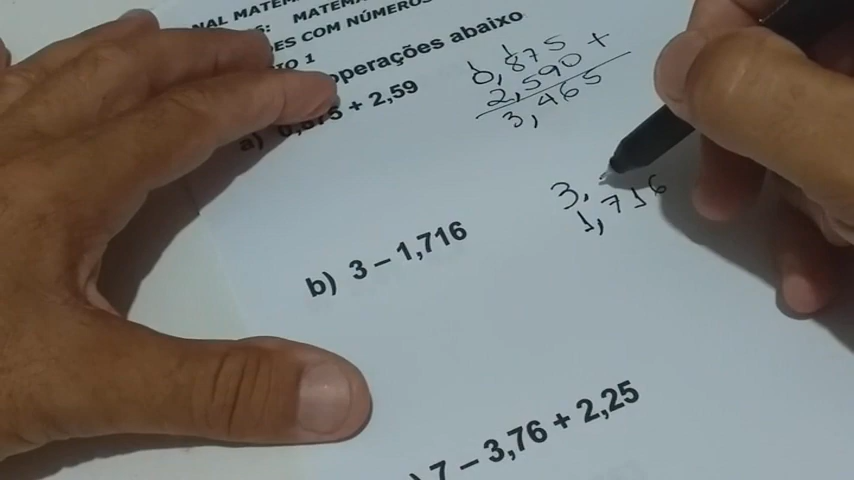 NAL MATEM
S: MATEM
ES COM NÚMEROS
O 1
operações abaixo
a) 0,875 + 2,59
0,875 +
2,590
3,465
b) 3 – 1,716
3,
1,716
) 7 – 3,76 + 2,25